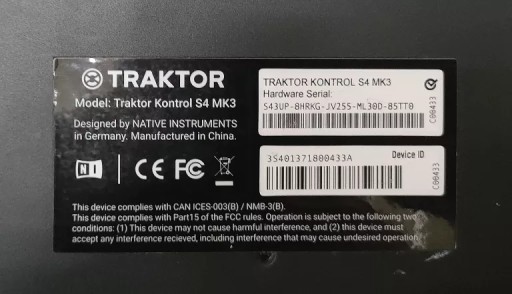 TRAKTOR
Model: Traktor Kontrol S4 MK3
Designed by NATIVE INSTRUMENTS
in Germany. Manufactured in China.
NI CE FC
This device complies with CAN ICES-003(B) / NMB-3(B).
This device complies with Part15 of the FCC rules. Operation is subject to the following two
conditions: (1) This device may not cause harmful interference, and (2) this device must
accept any interference recieved, including interference that may cause undesired operation.
TRAKTOR KONTROL S4 MK3
Hardware Serial:
S43UP-8HRKG-JV255-ML30D-85TT0
C00433
3S401371800433A
Device ID
C00433